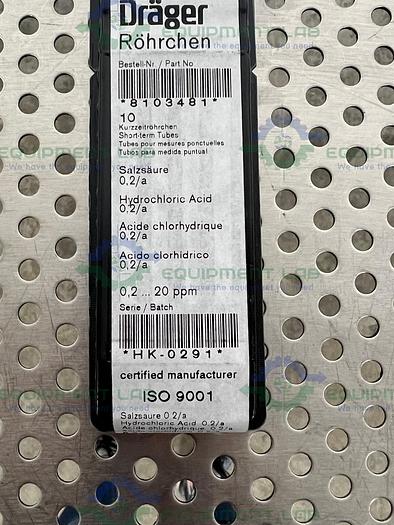 Dräger
Röhrchen
Bestell-Nr. / Part No
*8103481*
10
Kurzzeitröhrchen
Short-term Tubes
Tubes pour mesures ponctuelles
Tubos para medida puntual
Salzsäure
0,2/a
Hydrochloric Acid
0,2/a
Acide chlorhydrique
0,2/a
Acido clorhidrico
0,2/a
0,2 ... 20 ppm
Serie / Batch
*HK-0291*
certified manufacturer
ISO 9001
Salzsäure 0,2/a
Hydrochloric Acid 0,2/a
Acide chlorhydrique 0,2/a
EQUIPMENT LAB
We have the equipment you need